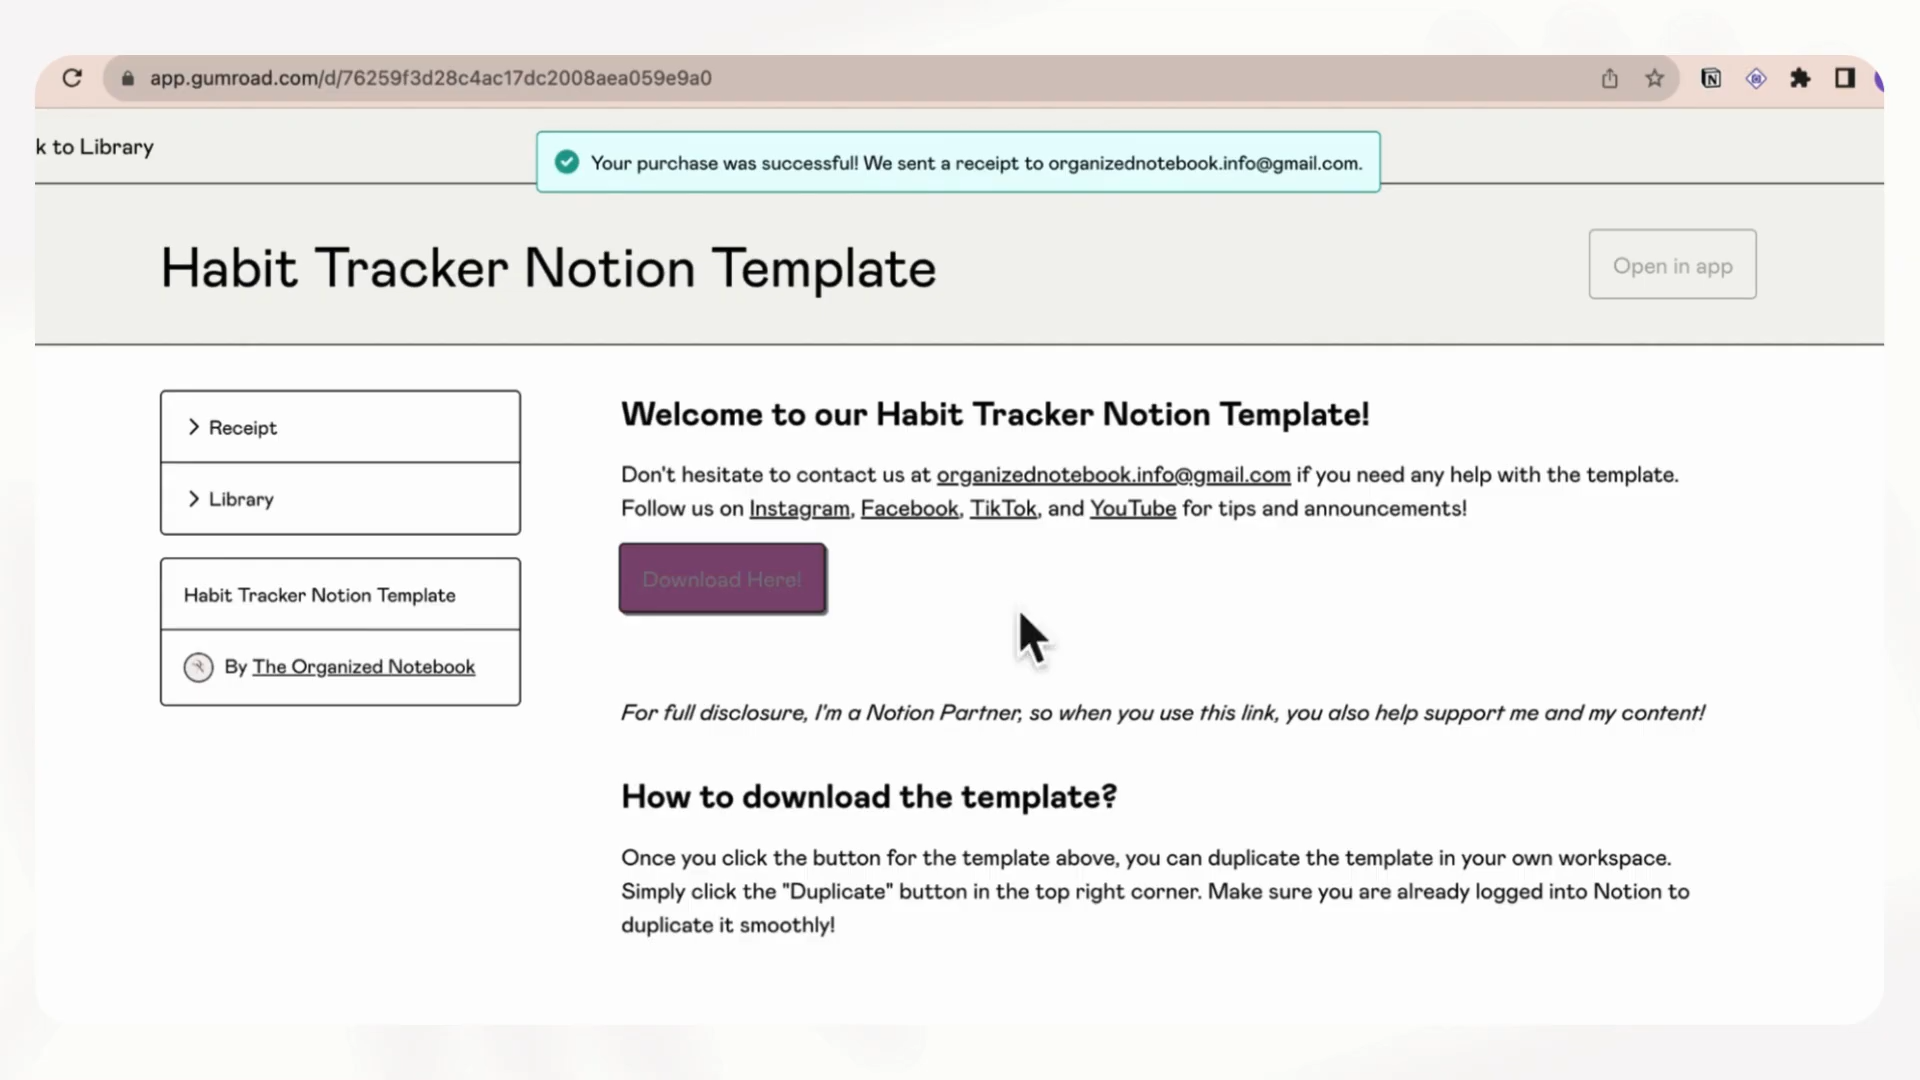 app.gumroad.com/d/76259f3d28c4ac17dc2008aea059e9a0
k to Library
Your purchase was successful! We sent a receipt to organizednotebook.info@gmail.com.
Habit Tracker Notion Template
Open in app
Receipt
Library
Habit Tracker Notion Template
By The Organized Notebook
Welcome to our Habit Tracker Notion Template!
Don't hesitate to contact us at organizednotebook.info@gmail.com if you need any help with the template.
Follow us on Instagram, Facebook, TikTok, and YouTube for tips and announcements!
Download Here!
For full disclosure, I'm a Notion Partner, so when you use this link, you also help support me and my content!
How to download the template?
Once you click the button for the template above, you can duplicate the template in your own workspace.
Simply click the "Duplicate" button in the top right corner. Make sure you are already logged into Notion to
duplicate it smoothly!